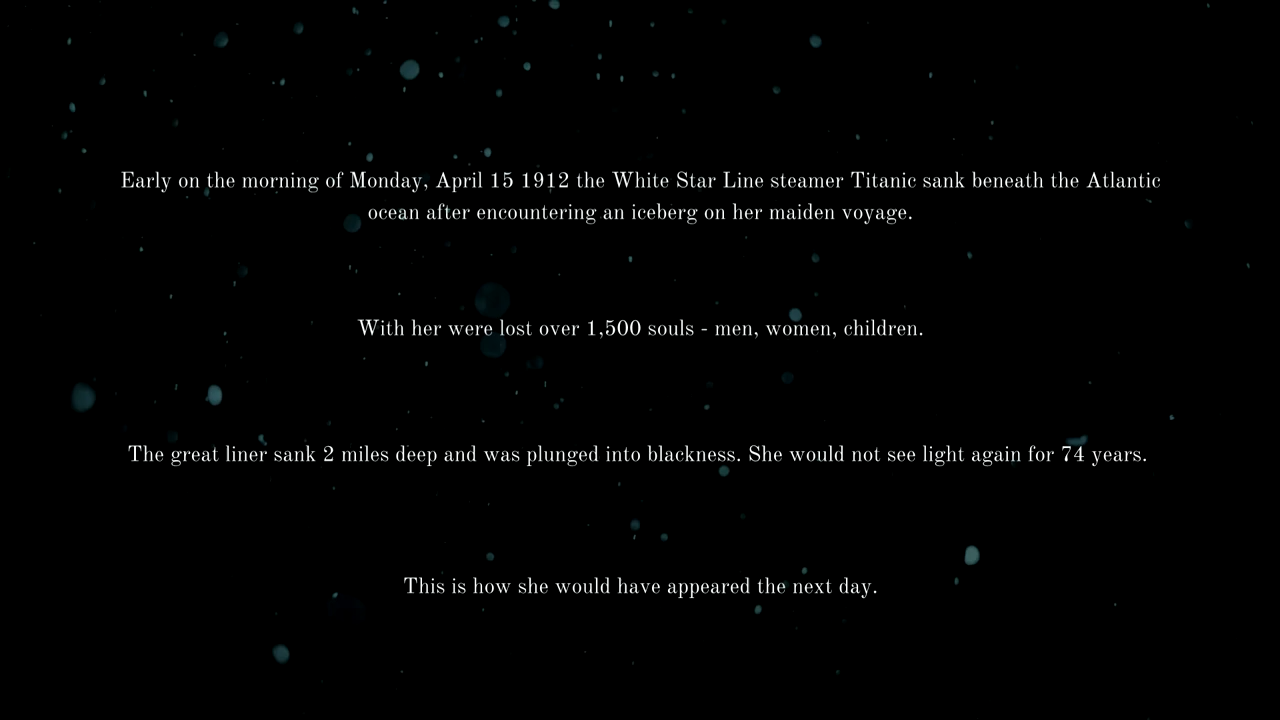 Early on the morning of Monday, April 15 1912 the White Star Line steamer Titanic sank beneath the Atlantic
ocean after encountering an iceberg on her maiden voyage.
With her were lost over 1,500 souls - men, women, children.
The great liner sank 2 miles deep and was plunged into blackness. She would not see light again for 74 years.
This is how she would have appeared the next day.